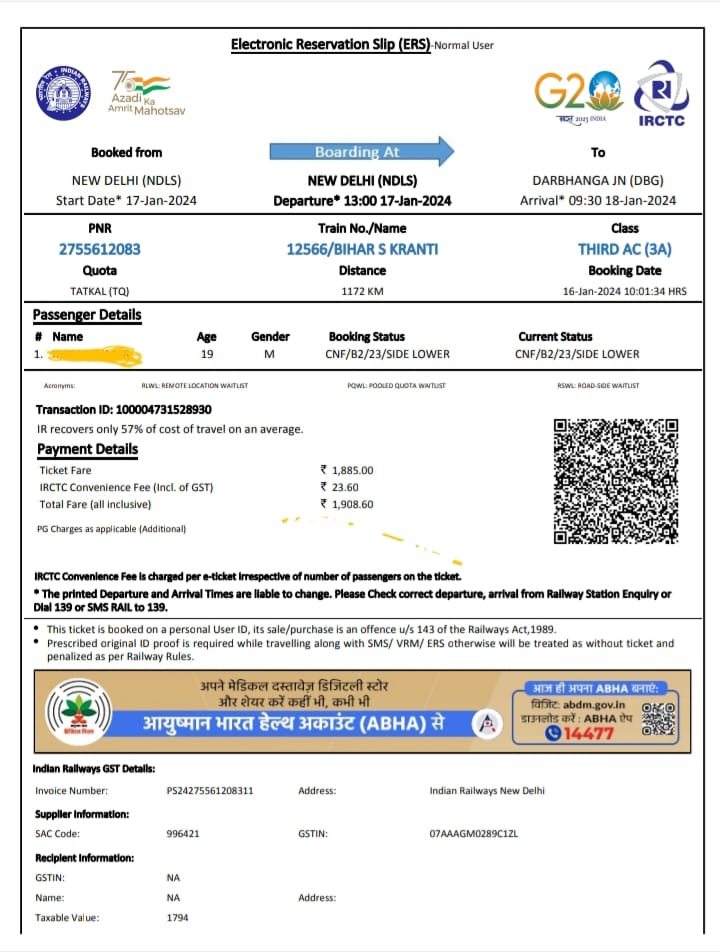 Electronic Reservation Slip (ERS)-Normal User
INDIAN RAILWAYS
75
Azadi Ka
Amrit Mahotsav
G20
2023 INDIA
IRCTC
Booked from Boarding At To
NEW DELHI (NDLS) NEW DELHI (NDLS) DARBHANGA JN (DBG)
Start Date* 17-Jan-2024 Departure* 13:00 17-Jan-2024 Arrival* 09:30 18-Jan-2024
PNR Train No./Name Class
2755612083 12566/BIHAR S KRANTI THIRD AC (3A)
Quota Distance Booking Date
TATKAL (TQ) 1172 KM 16-Jan-2024 10:01:34 HRS
Passenger Details
# Name Age Gender Booking Status Current Status
1. 19 M CNF/B2/23/SIDE LOWER CNF/B2/23/SIDE LOWER
Acronyms: RLWL: REMOTE LOCATION WAITLIST PQWL: POOLED QUOTA WAITLIST RSWL: ROAD-SIDE WAITLIST
Transaction ID: 100004731528930
IR recovers only 57% of cost of travel on an average.
Payment Details
Ticket Fare ₹ 1,885.00
IRCTC Convenience Fee (Incl. of GST) ₹ 23.60
Total Fare (all inclusive) ₹ 1,908.60
PG Charges as applicable (Additional)
IRCTC Convenience Fee is charged per e-ticket irrespective of number of passengers on the ticket.
* The printed Departure and Arrival Times are liable to change. Please Check correct departure, arrival from Railway Station Enquiry or
Dial 139 or SMS RAIL to 139.
• This ticket is booked on a personal User ID, its sale/purchase is an offence u/s 143 of the Railways Act,1989.
• Prescribed original ID proof is required while travelling along with SMS/ VRM/ ERS otherwise will be treated as without ticket and
penalized as per Railway Rules.
अपने मेडिकल दस्तावेज़ डिजिटली स्टोर
और शेयर करें कहीं भी, कभी भी
आयुष्मान भारत हेल्थ अकाउंट (ABHA) से
आज ही अपना ABHA बनाएं:
विजिट: abdm.gov.in
डाउनलोड करें : ABHA ऐप
14477
Indian Railways GST Details:
Invoice Number: PS24275561208311 Address: Indian Railways New Delhi
Supplier Information:
SAC Code: 996421 GSTIN: 07AAAGM0289C1ZL
Recipient Information:
GSTIN: NA
Name: NA Address:
Taxable Value: 1794